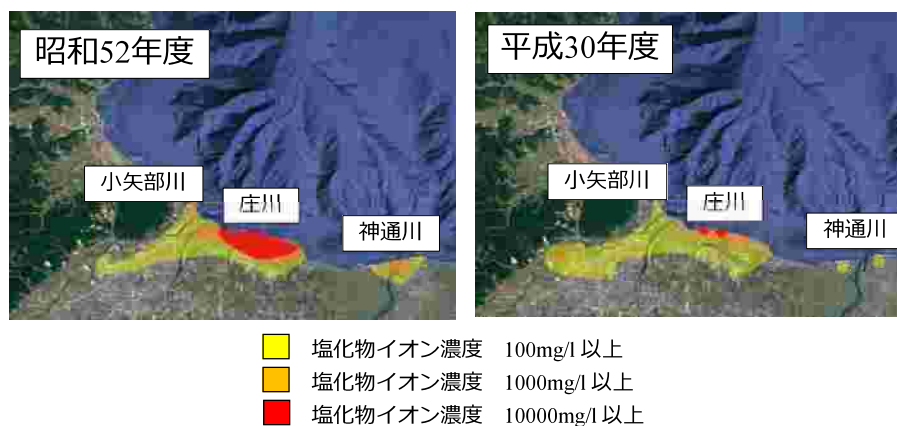 昭和52年度
小矢部川
庄川
神通川
平成30年度
小矢部川
庄川
神通川
塩化物イオン濃度 100mg/l 以上
塩化物イオン濃度 1000mg/l 以上
塩化物イオン濃度 10000mg/l 以上